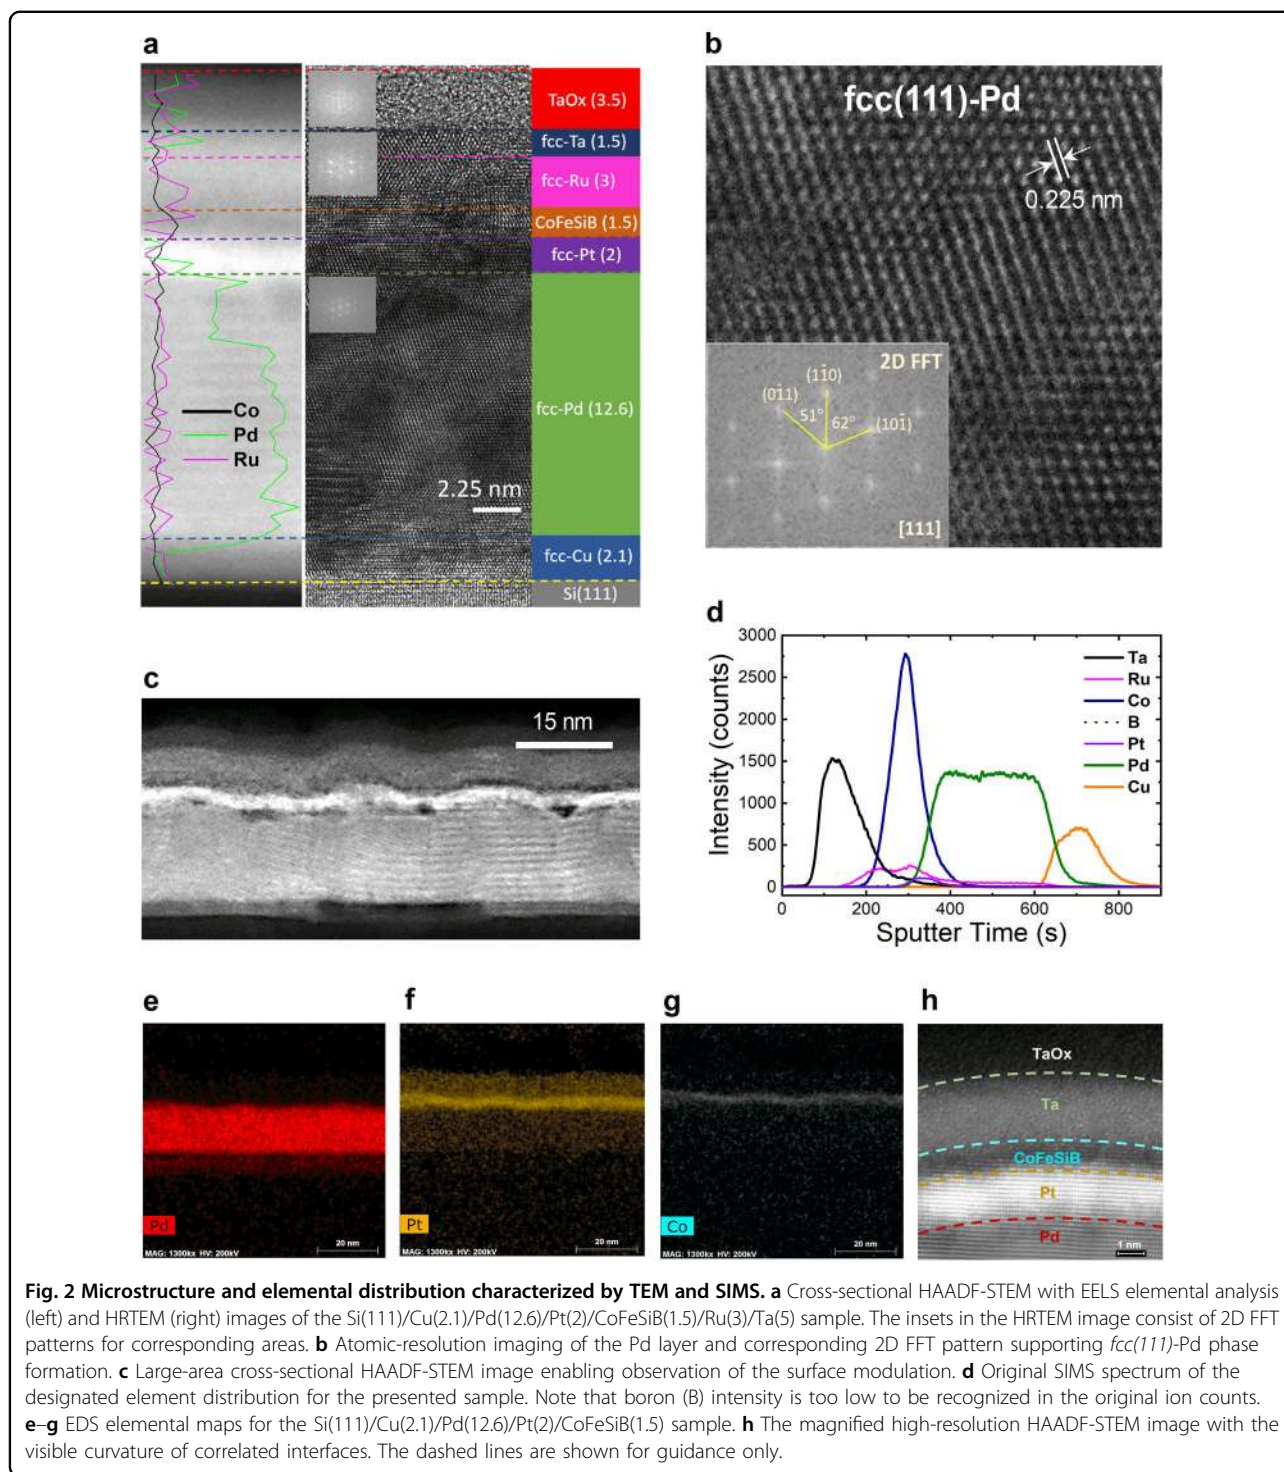 a
TaOx (3.5)
fcc-Ta (1.5)
fcc-Ru (3)
CoFeSiB (1.5)
fcc-Pt (2)
fcc-Pd (12.6)
fcc-Cu (2.1)
Si(111)
Co
Pd
Ru
2.25 nm
b
fcc(111)-Pd
0.225 nm
2D FFT
(11̅0)
(01̅1)
51°
62°
(101̅)
[111]
c
15 nm
d
3000
2500
2000
1500
1000
500
0
Intensity (counts)
0 200 400 600 800
Sputter Time (s)
Ta
Ru
Co
B
Pt
Pd
Cu
e
Pd
MAG: 1300kx HV: 200kV
20 nm
f
Pt
MAG: 1300kx HV: 200kV
20 nm
g
Co
MAG: 1300kx HV: 200kV
20 nm
h
TaOx
Ta
CoFeSiB
Pt
Pd
1 nm
Fig. 2 Microstructure and elemental distribution characterized by TEM and SIMS. a Cross-sectional HAADF-STEM with EELS elemental analysis
(left) and HRTEM (right) images of the Si(111)/Cu(2.1)/Pd(12.6)/Pt(2)/CoFeSiB(1.5)/Ru(3)/Ta(5) sample. The insets in the HRTEM image consist of 2D FFT
patterns for corresponding areas. b Atomic-resolution imaging of the Pd layer and corresponding 2D FFT pattern supporting fcc(111)-Pd phase
formation. c Large-area cross-sectional HAADF-STEM image enabling observation of the surface modulation. d Original SIMS spectrum of the
designated element distribution for the presented sample. Note that boron (B) intensity is too low to be recognized in the original ion counts.
e–g EDS elemental maps for the Si(111)/Cu(2.1)/Pd(12.6)/Pt(2)/CoFeSiB(1.5) sample. h The magnified high-resolution HAADF-STEM image with the
visible curvature of correlated interfaces. The dashed lines are shown for guidance only.